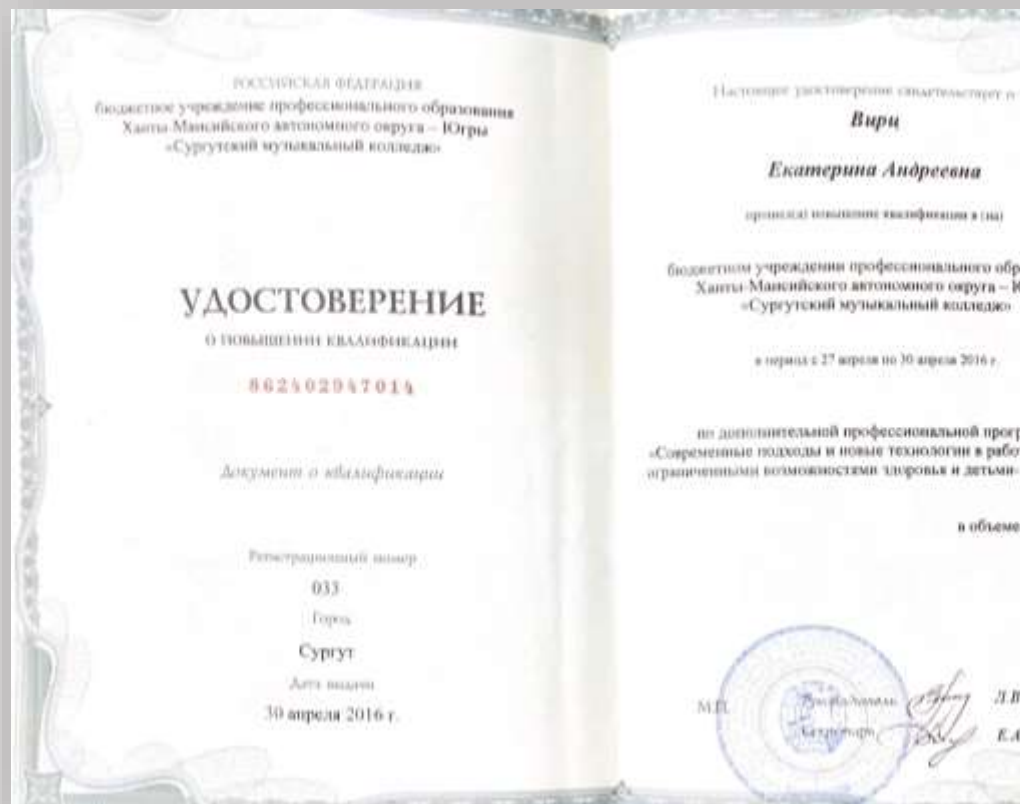 РОССИЙСКАЯ ФЕДЕРАЦИЯ
бюджетное учреждение профессионального образования
Ханты-Мансийского автономного округа – Югры
«Сургутский музыкальный колледж»
УДОСТОВЕРЕНИЕ
О ПОВЫШЕНИИ КВАЛИФИКАЦИИ
862402947014
Документ о квалификации
Регистрационный номер
033
Город
Сургут
Дата выдачи
30 апреля 2016 г.
Настоящее удостоверение свидетельствует о
Вирц
Екатерина Андреевна
прошел(а) повышение квалификации в (на)
бюджетном учреждении профессионального обр
Ханты-Мансийского автономного округа – Ю
«Сургутский музыкальный колледж»
в период с 27 апреля по 30 апреля 2016 г.
по дополнительной профессиональной прогр
«Современные подходы и новые технологии в работ
ограниченными возможностями здоровья и детьми-
в объеме
М.П.
Руководитель Л.В
Секретарь Е.А